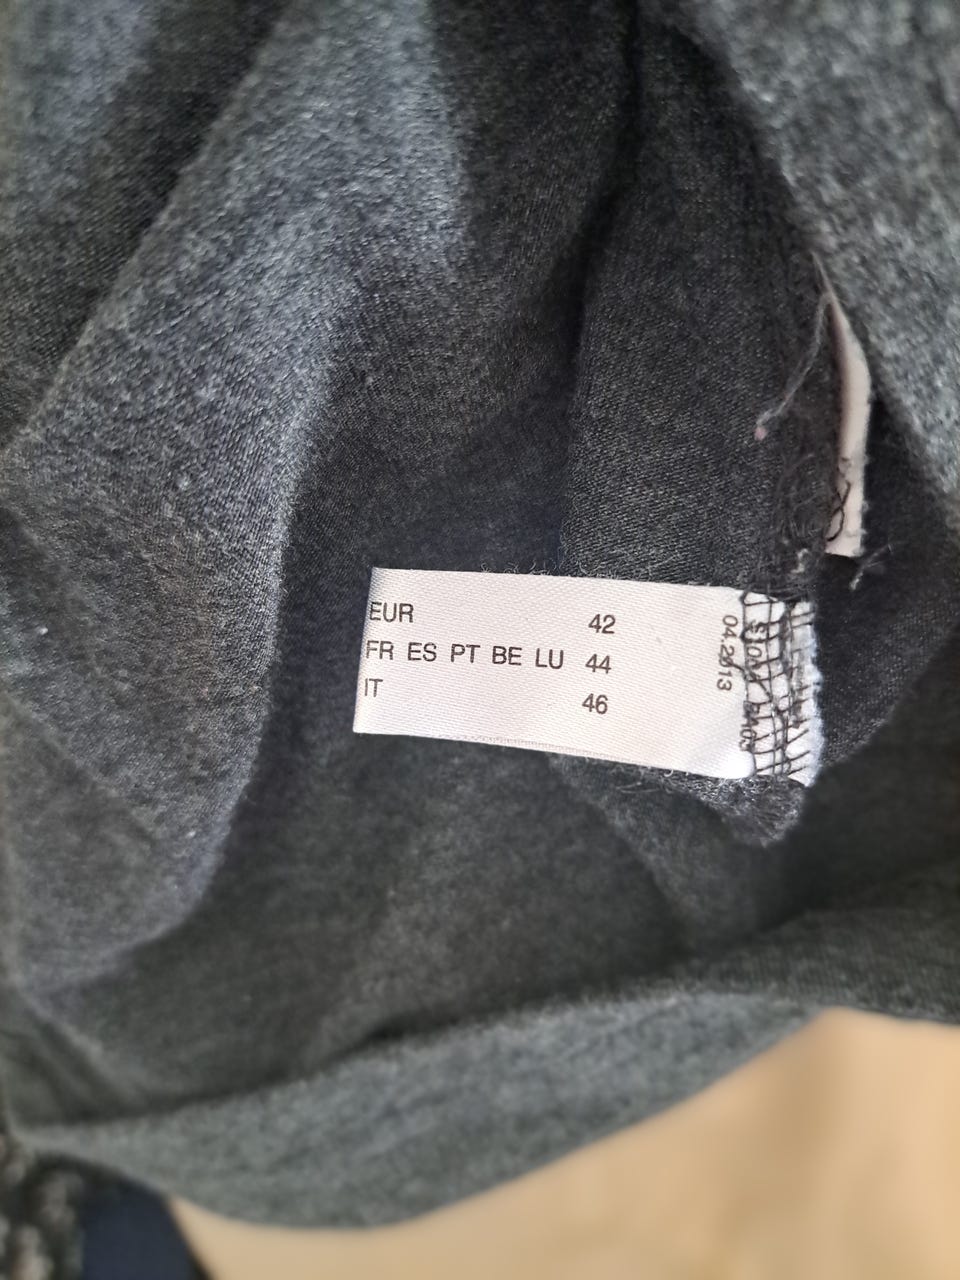 EUR 42
FR ES PT BE LU 44
IT 46
04.2013